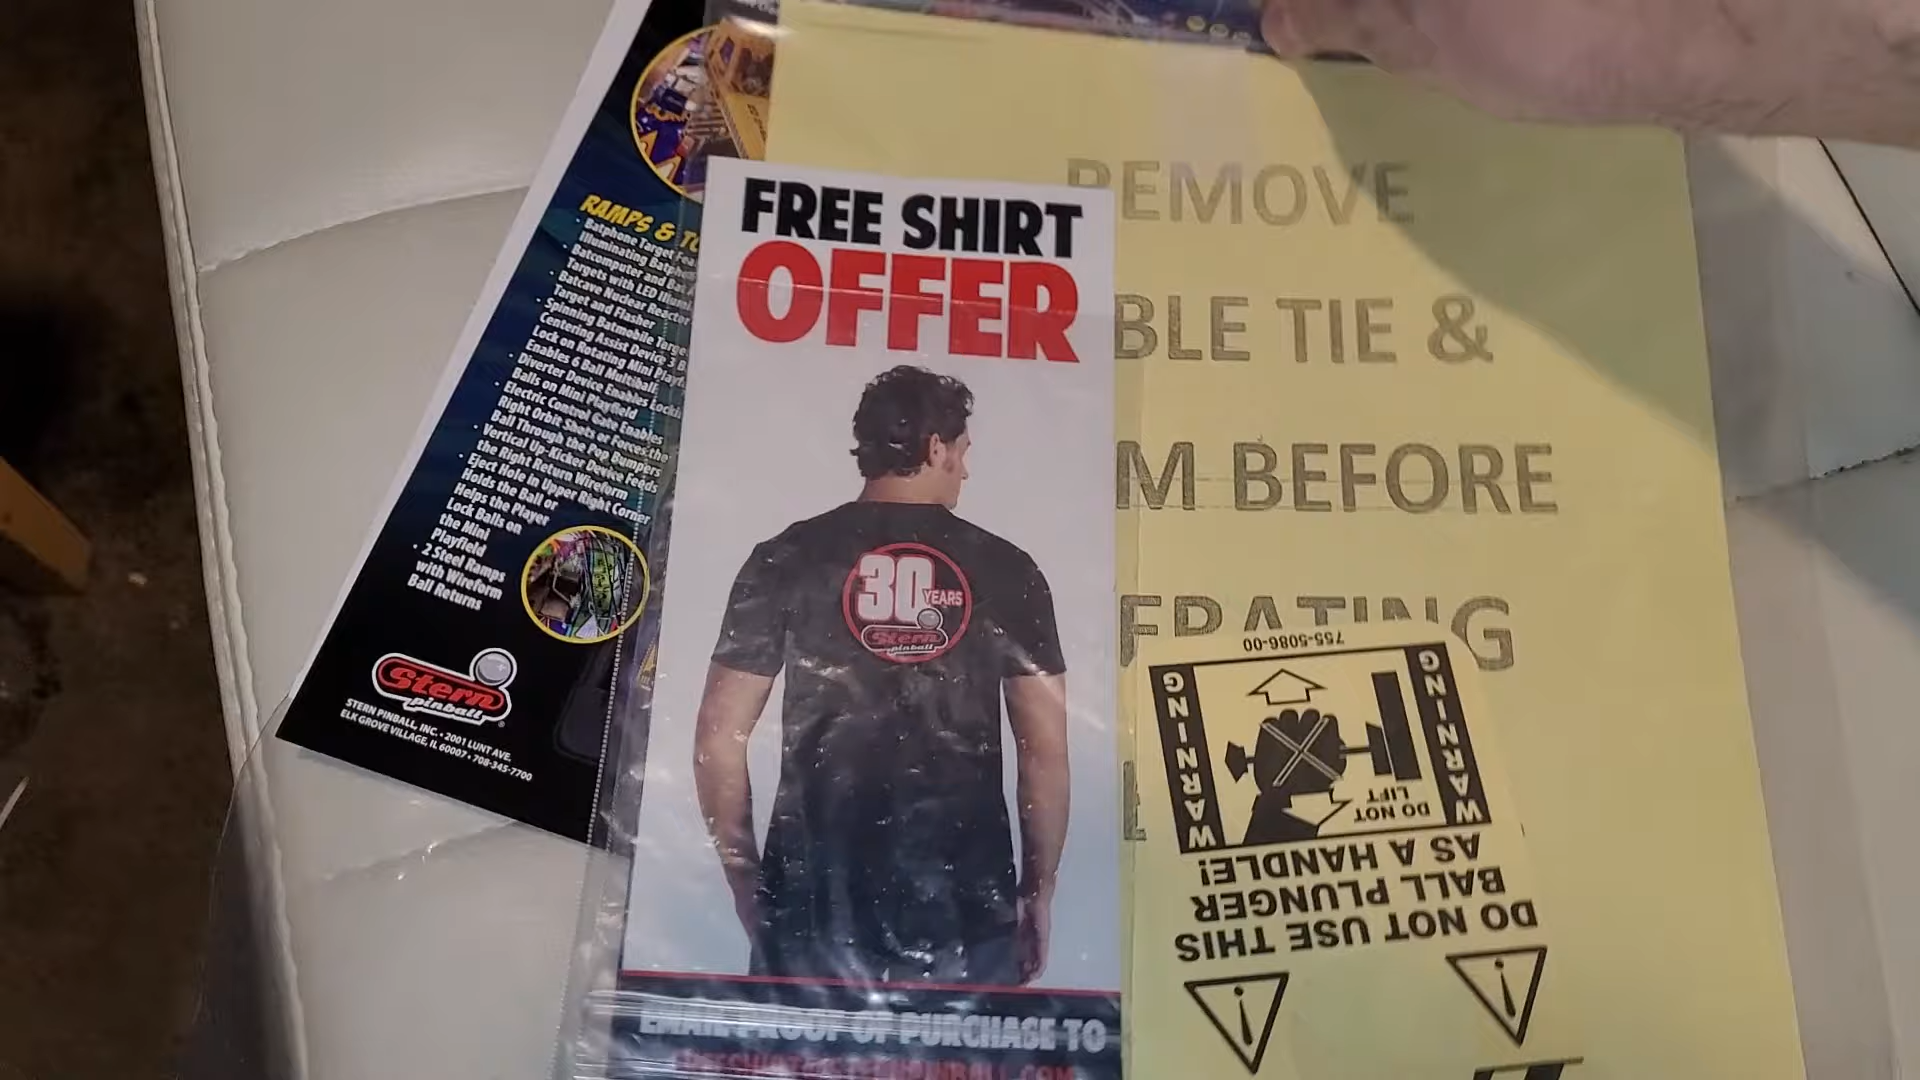 RAMPS & TO
· Batphone Target Fea
Illuminating Batphon
· Batcomputer and Bat
Targets with LED Illumi
· Batcave Nuclear Reactor
Target and Flasher
· Spinning Batmobile Targe
Centering Assist Device 3 B
Lock on Rotating Mini Playf
Enables 6 Ball Multiball
· Diverter Device Enables Locki
Balls on Mini Playfield
· Electric Control Gate Enables
Right Orbit Shots or Forces the
Ball Through the Pop Bumpers
· Vertical Up-Kicker Device Feeds
the Right Return Wireform
· Eject Hole in Upper Right Corner
Holds the Ball or
Helps the Player
Lock Balls on
the Mini
Playfield
· 2 Steel Ramps
with Wireform
Ball Returns
Stern
pinball
STERN PINBALL, INC. • 2001 LUNT AVE.
ELK GROVE VILLAGE, IL 60007 • 708-345-7700
FREE SHIRT
OFFER
30 YEARS
Stern
pinball
EMAIL PROOF OF PURCHASE TO
REMOVE
BLE TIE &
M BEFORE
ERATING
DO NOT USE THIS
BALL PLUNGER
AS A HANDLE!
WARNING
DO NOT
LIFT
WARNING
755-5086-00